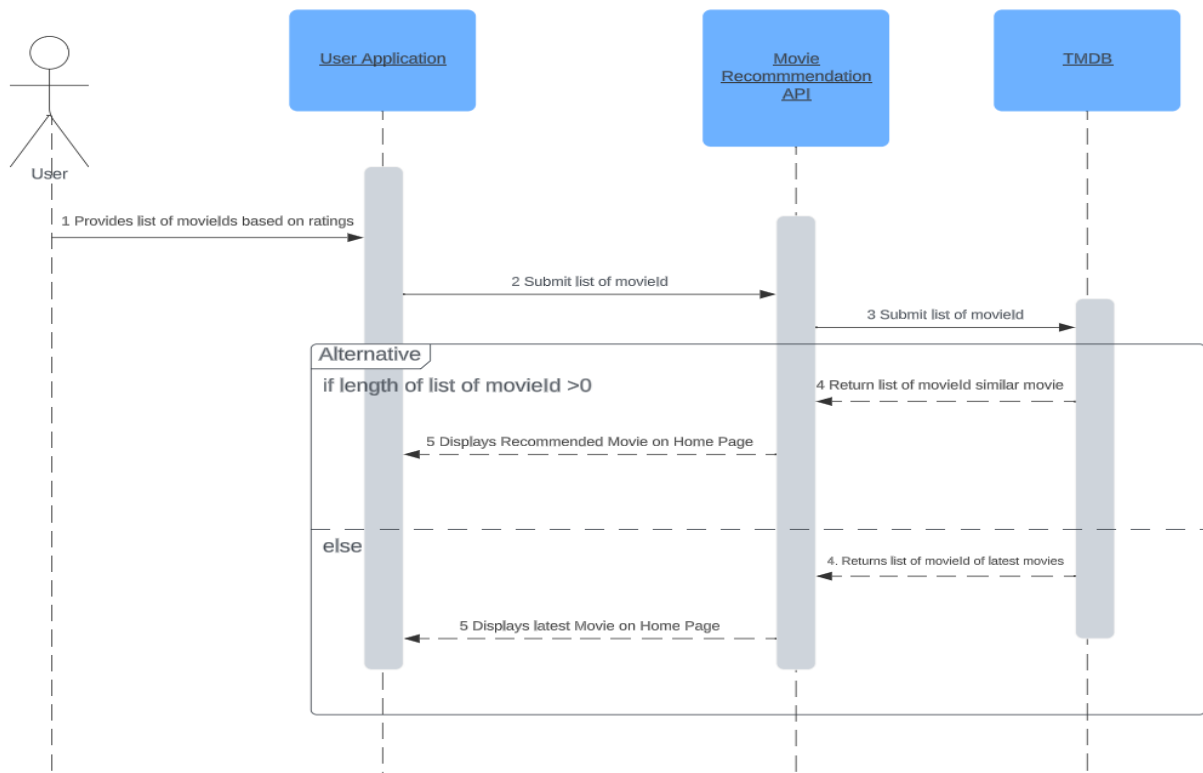 User Application
Movie
Recommmendation
API
TMDB
User
1 Provides list of movieIds based on ratings
2 Submit list of movieId
3 Submit list of movieId
Alternative
if length of list of movieId >0
4 Return list of movieId similar movie
5 Displays Recommended Movie on Home Page
else
4. Returns list of movieId of latest movies
5 Displays latest Movie on Home Page